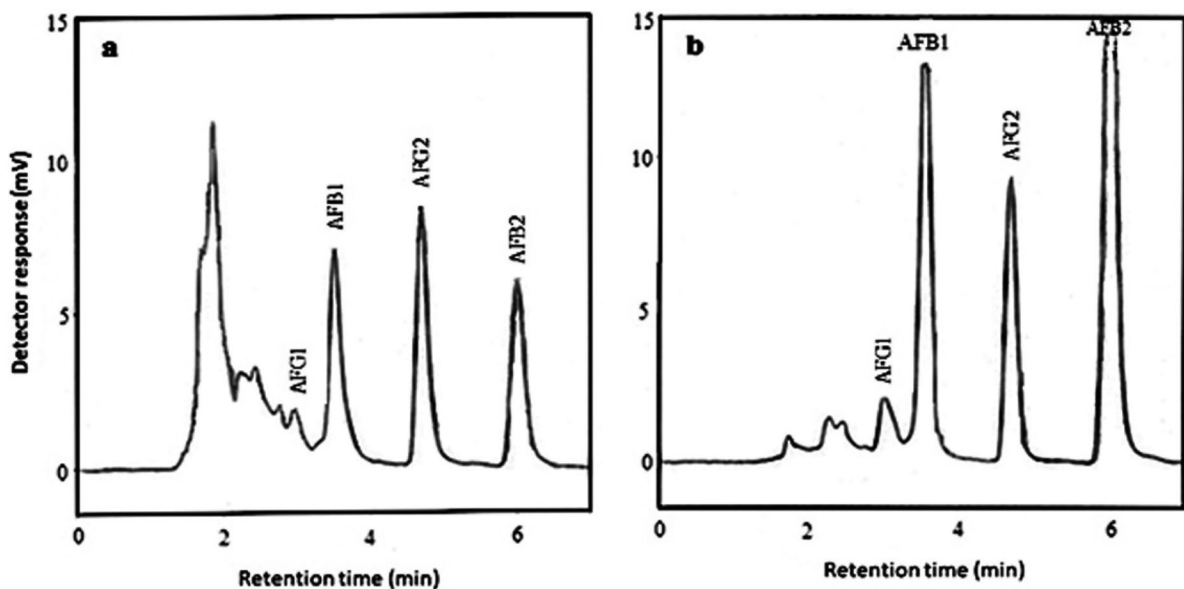 a
15
10
5
0
0
2
4
6
Detector response (mV)
Retention time (min)
AFG1
AFB1
AFG2
AFB2
b
15
10
5
0
0
2
4
6
Retention time (min)
AFG1
AFB1
AFG2
AFB2